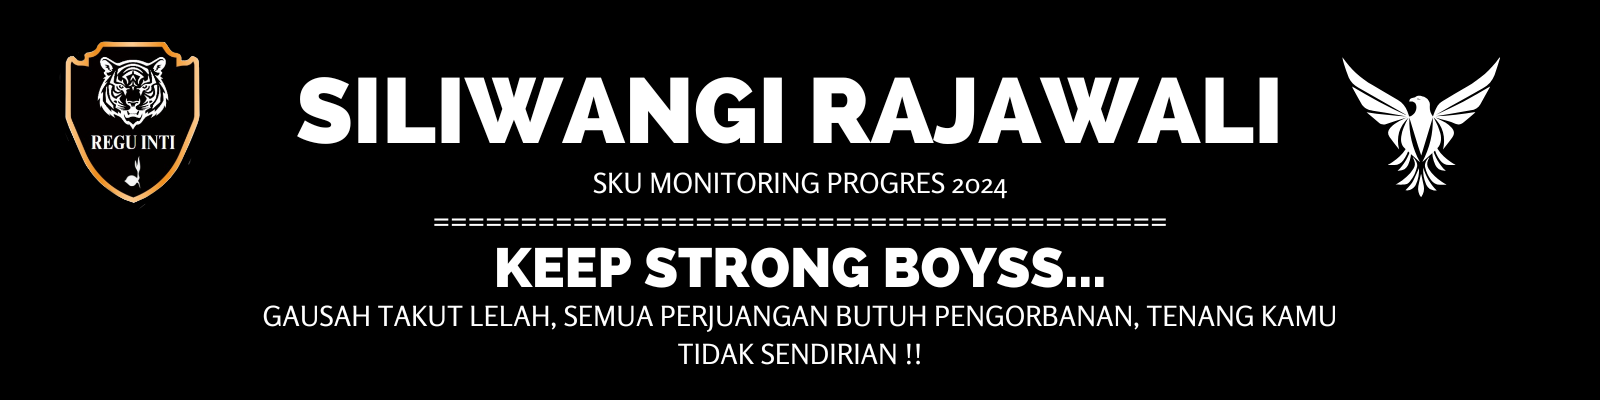 REGU INTI
SILIWANGI RAJAWALI
SKU MONITORING PROGRES 2024
==========================================
KEEP STRONG BOYSS...
GAUSAH TAKUT LELAH, SEMUA PERJUANGAN BUTUH PENGORBANAN, TENANG KAMU
TIDAK SENDIRIAN !!